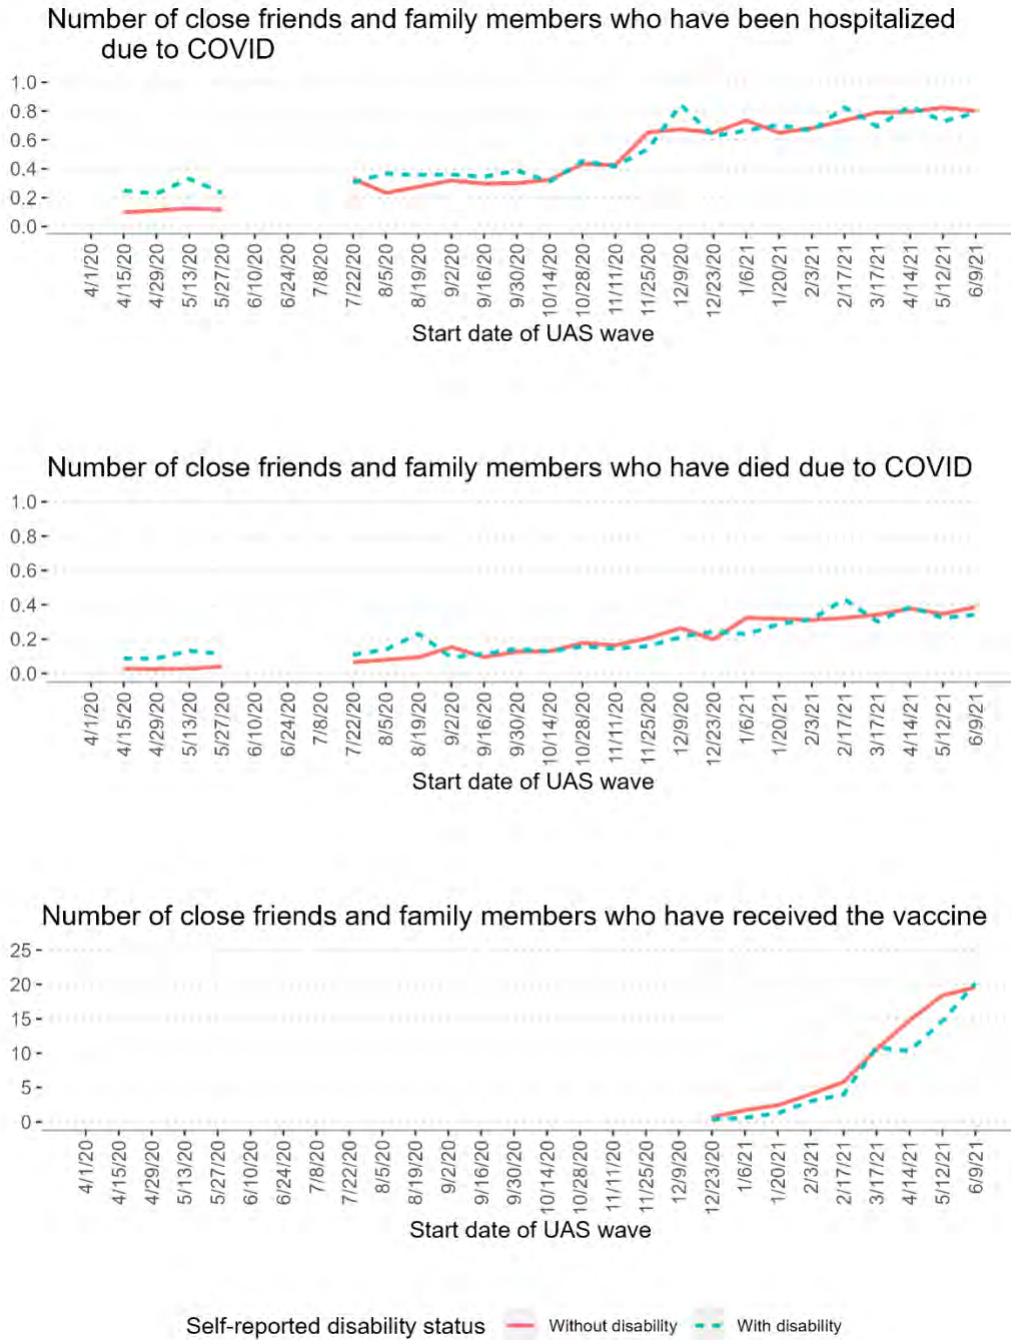 Number of close friends and family members who have been hospitalized
due to COVID
1.0
0.8
0.6
0.4
0.2
0.0
4/1/20 4/15/20 4/29/20 5/13/20 5/27/20 6/10/20 6/24/20 7/8/20 7/22/20 8/5/20 8/19/20 9/2/20 9/16/20 9/30/20 10/14/20 10/28/20 11/11/20 11/25/20 12/9/20 12/23/20 1/6/21 1/20/21 2/3/21 2/17/21 3/17/21 4/14/21 5/12/21 6/9/21
Start date of UAS wave
Number of close friends and family members who have died due to COVID
1.0
0.8
0.6
0.4
0.2
0.0
4/1/20 4/15/20 4/29/20 5/13/20 5/27/20 6/10/20 6/24/20 7/8/20 7/22/20 8/5/20 8/19/20 9/2/20 9/16/20 9/30/20 10/14/20 10/28/20 11/11/20 11/25/20 12/9/20 12/23/20 1/6/21 1/20/21 2/3/21 2/17/21 3/17/21 4/14/21 5/12/21 6/9/21
Start date of UAS wave
Number of close friends and family members who have received the vaccine
25
20
15
10
5
0
4/1/20 4/15/20 4/29/20 5/13/20 5/27/20 6/10/20 6/24/20 7/8/20 7/22/20 8/5/20 8/19/20 9/2/20 9/16/20 9/30/20 10/14/20 10/28/20 11/11/20 11/25/20 12/9/20 12/23/20 1/6/21 1/20/21 2/3/21 2/17/21 3/17/21 4/14/21 5/12/21 6/9/21
Start date of UAS wave
Self-reported disability status Without disability With disability